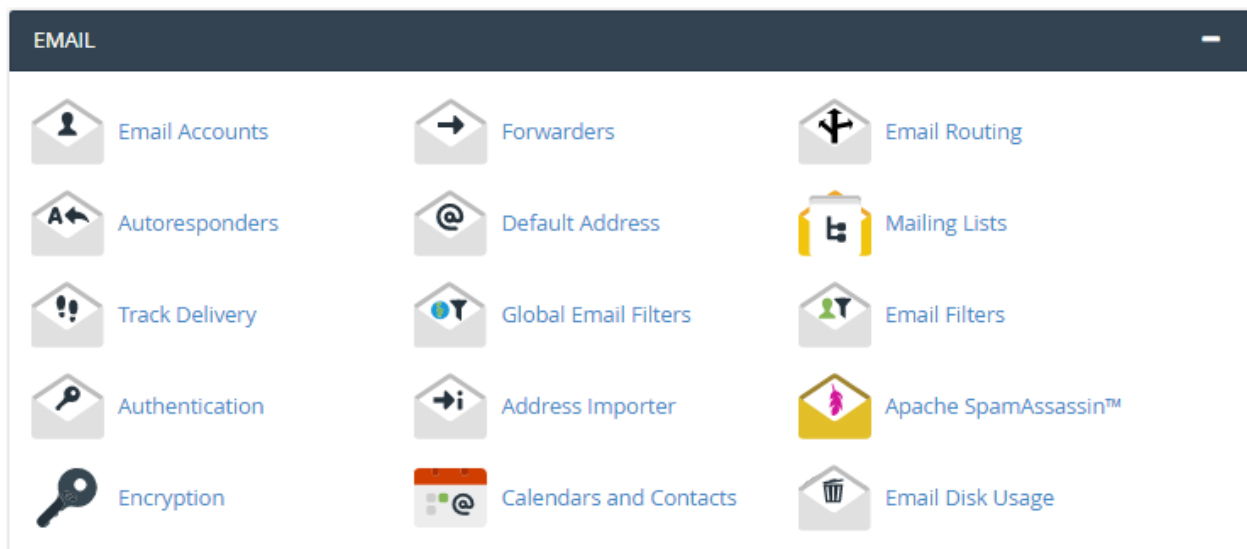 EMAIL
Email Accounts
Forwarders
Email Routing
Autoresponders
Default Address
Mailing Lists
Track Delivery
Global Email Filters
Email Filters
Authentication
Address Importer
Apache SpamAssassin™
Encryption
Calendars and Contacts
Email Disk Usage